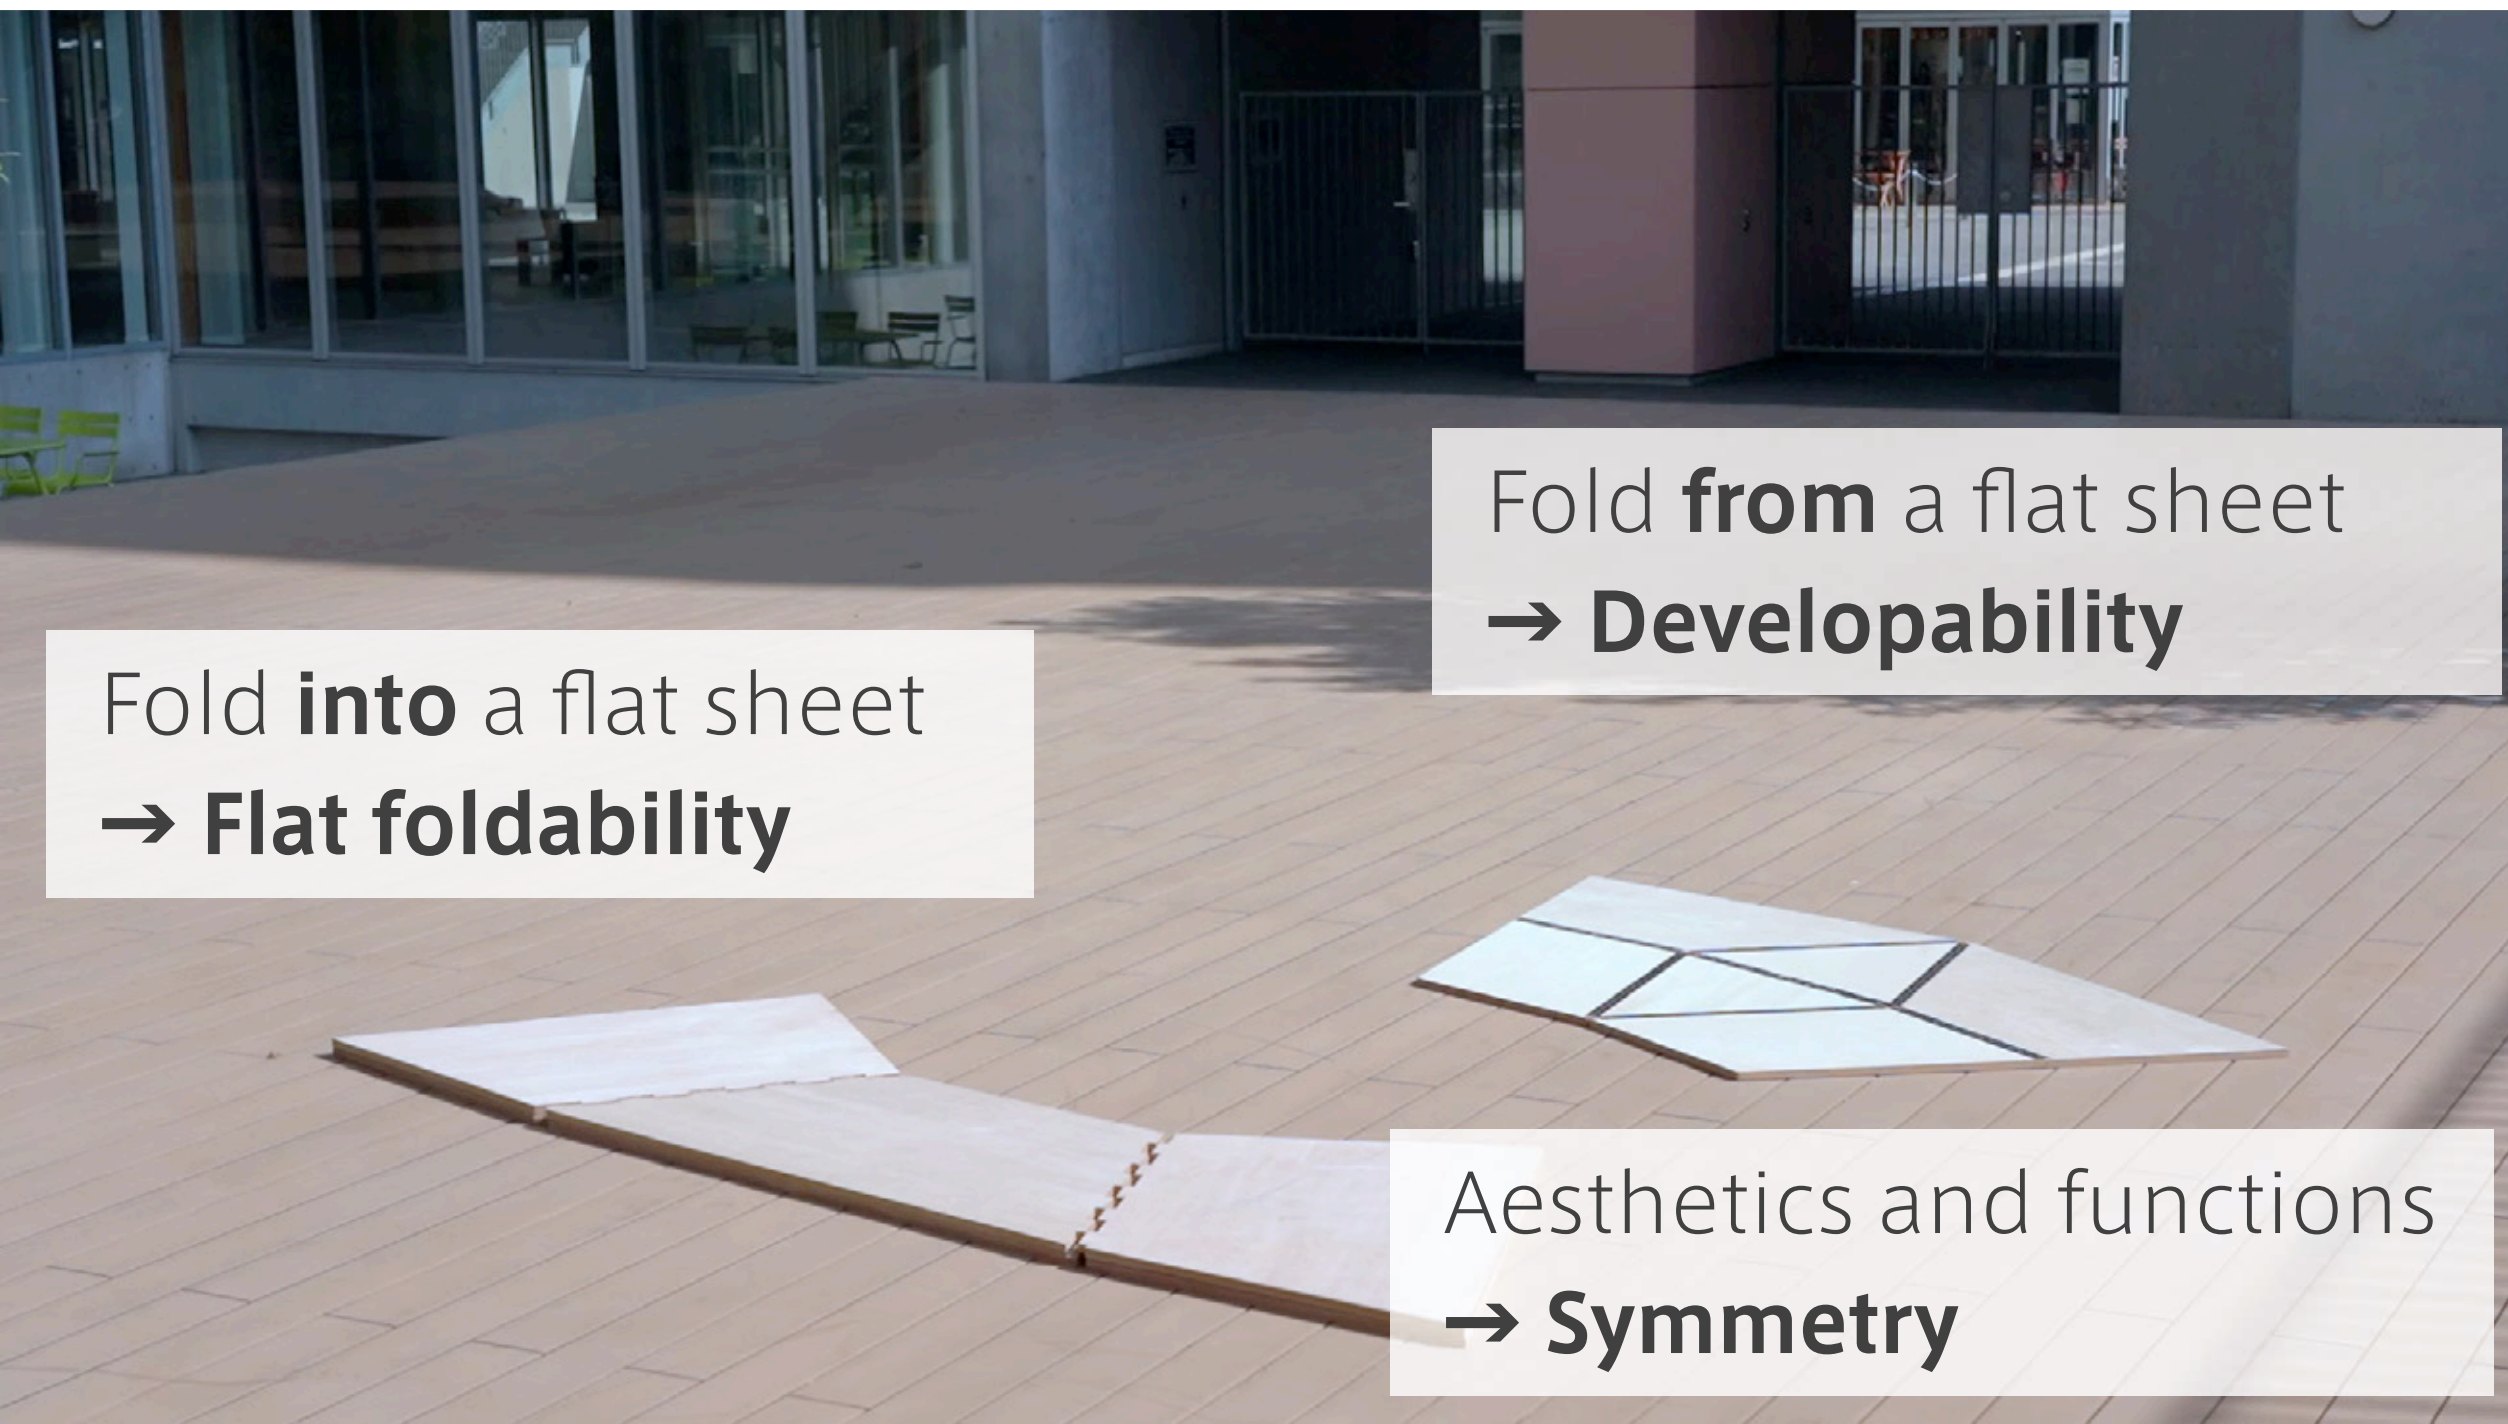 Fold from a flat sheet
→ Developability
Fold into a flat sheet
→ Flat foldability
Aesthetics and functions
→ Symmetry